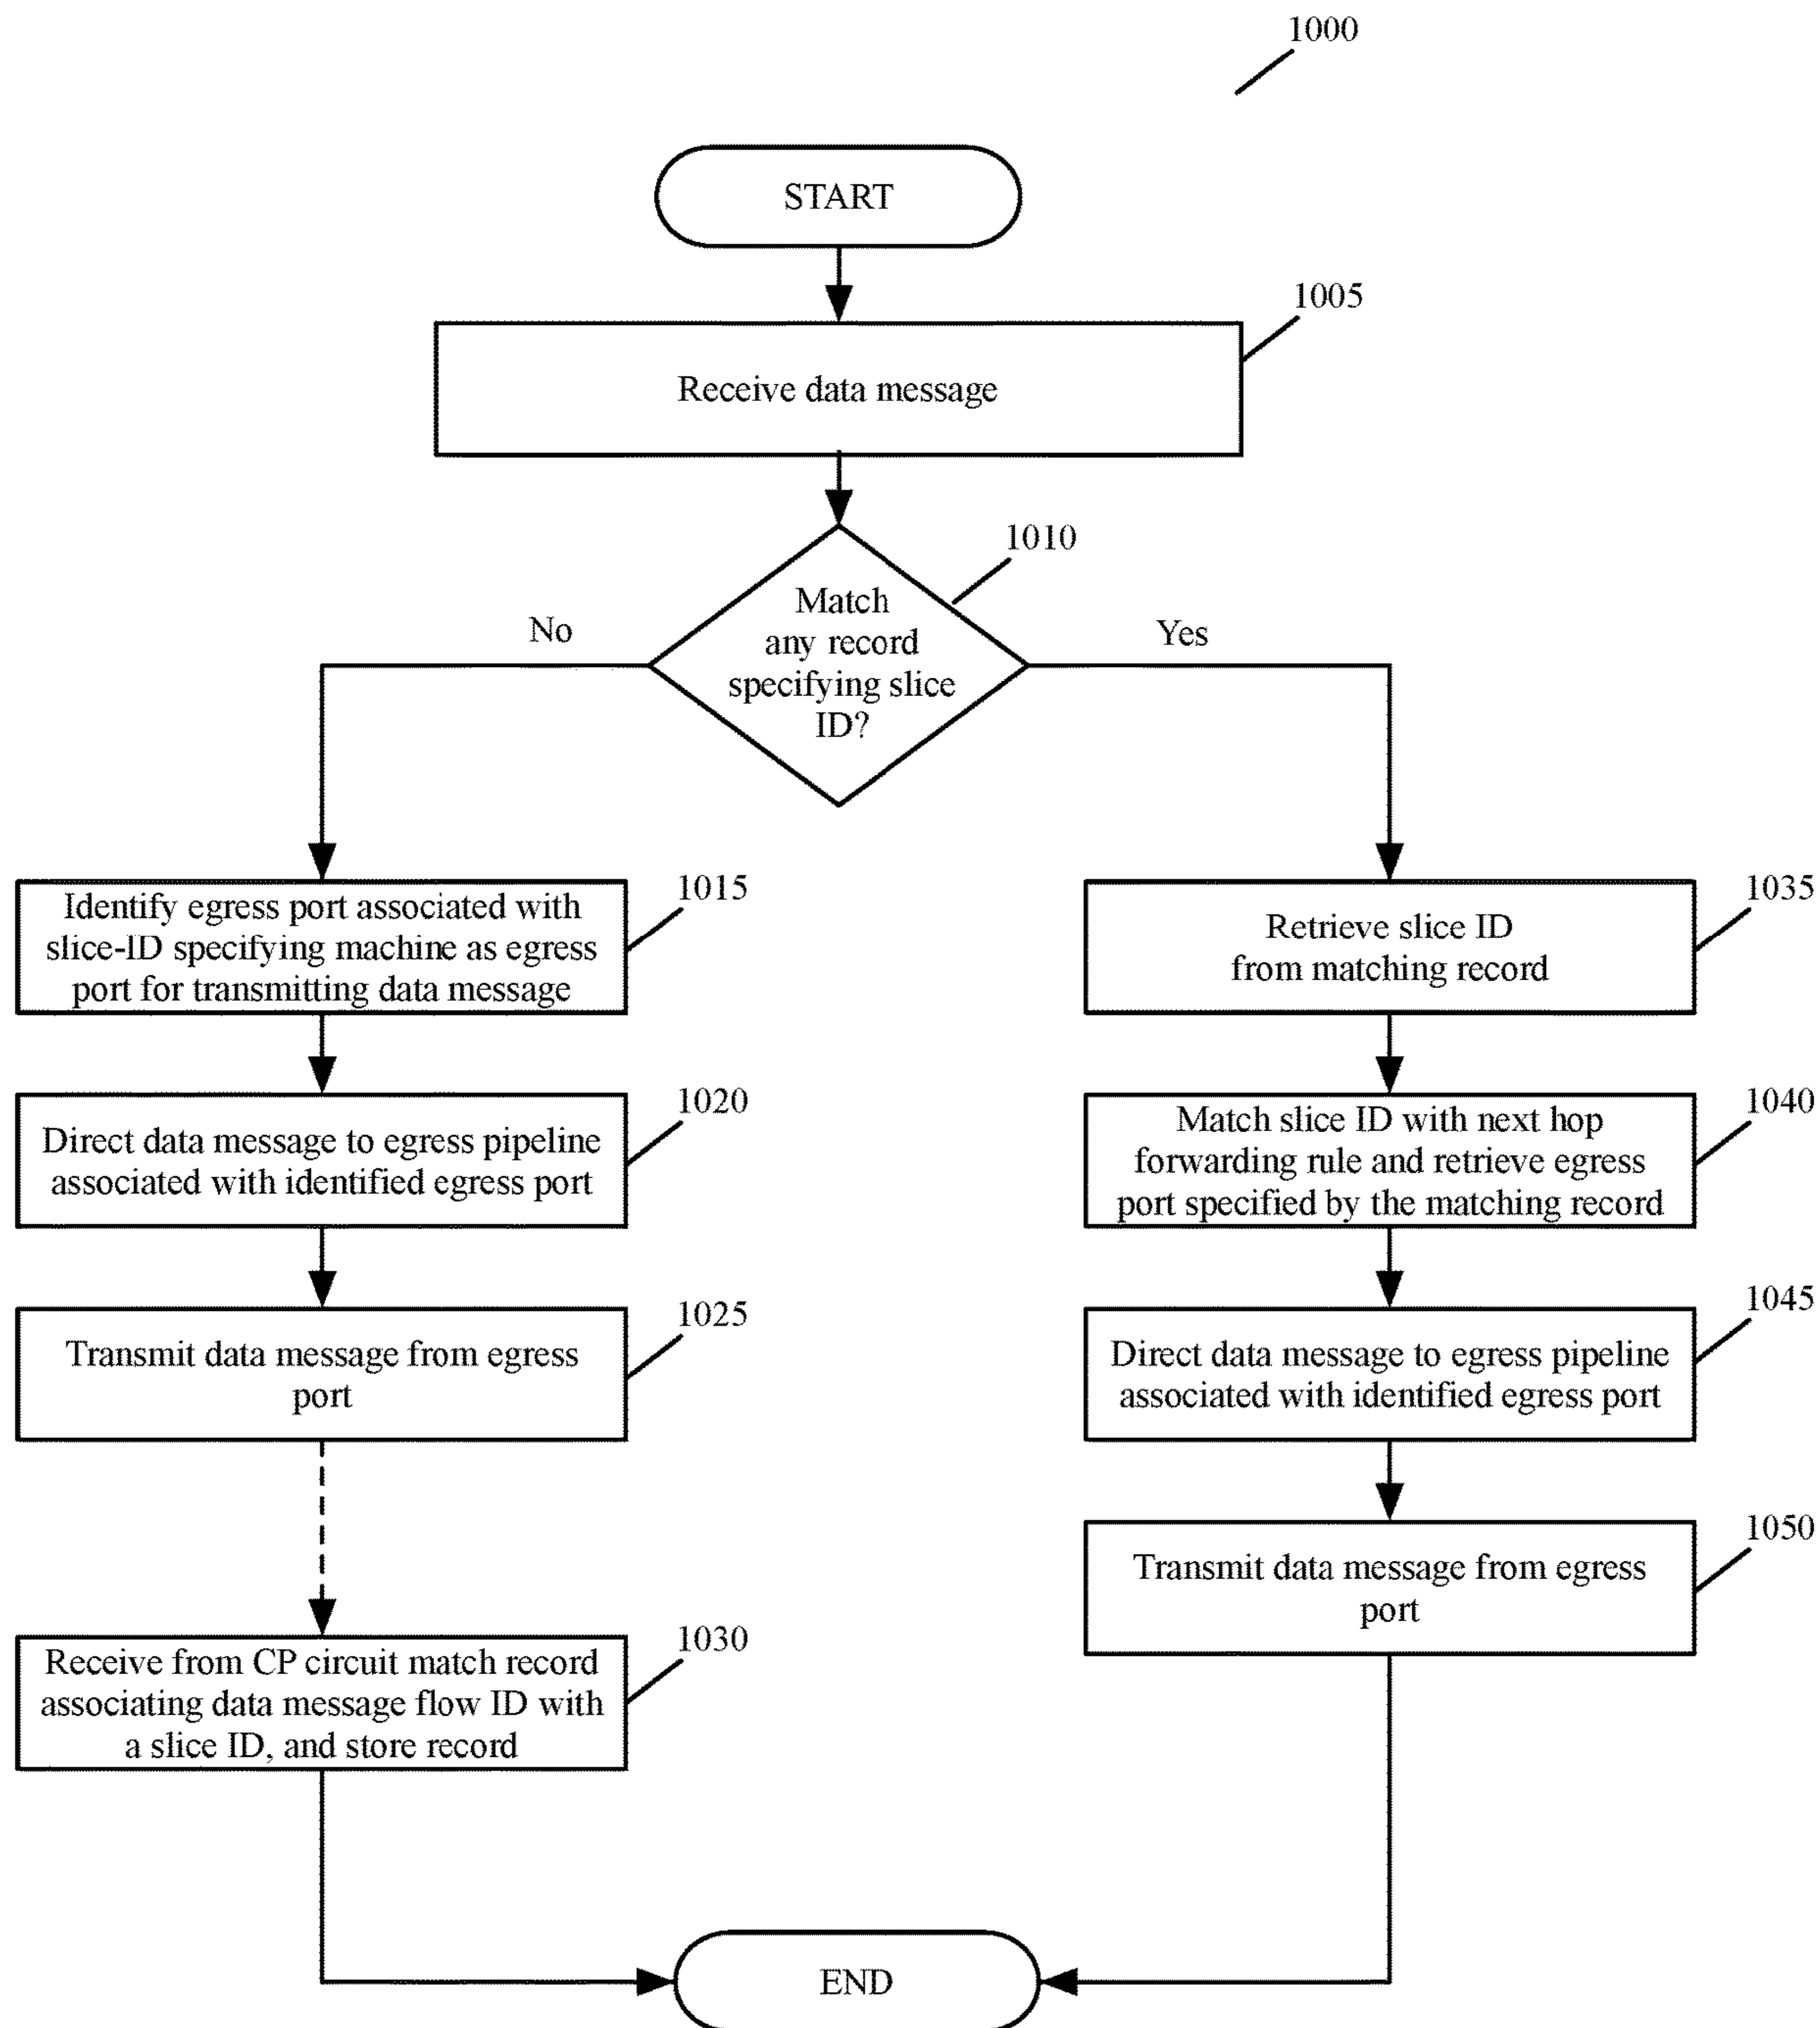 1000
START
1005
Receive data message
1010
Match
any record
specifying slice
ID?
No
Yes
1015
Identify egress port associated with
slice-ID specifying machine as egress
port for transmitting data message
1020
Direct data message to egress pipeline
associated with identified egress port
1025
Transmit data message from egress
port
1030
Receive from CP circuit match record
associating data message flow ID with
a slice ID, and store record
1035
Retrieve slice ID
from matching record
1040
Match slice ID with next hop
forwarding rule and retrieve egress
port specified by the matching record
1045
Direct data message to egress pipeline
associated with identified egress port
1050
Transmit data message from egress
port
END